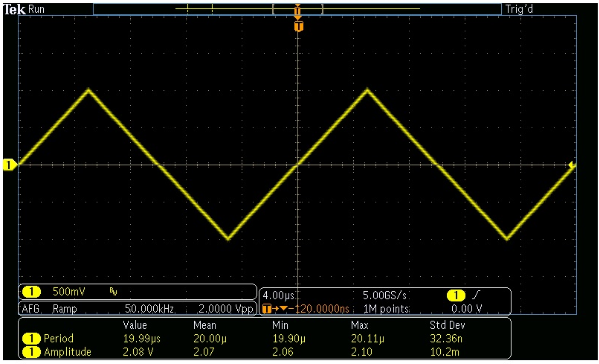 Tek Run Trig'd
T
T
1
1 500mV BW
4.00µs 5.00GS/s 1
T→▼−120.0000ns 1M points 0.00 V
AFG Ramp 50.000kHz 2.0000 Vpp
Value Mean Min Max Std Dev
1 Period 19.99µs 20.00µ 19.90µ 20.11µ 32.36n
1 Amplitude 2.08 V 2.07 2.06 2.10 10.2m